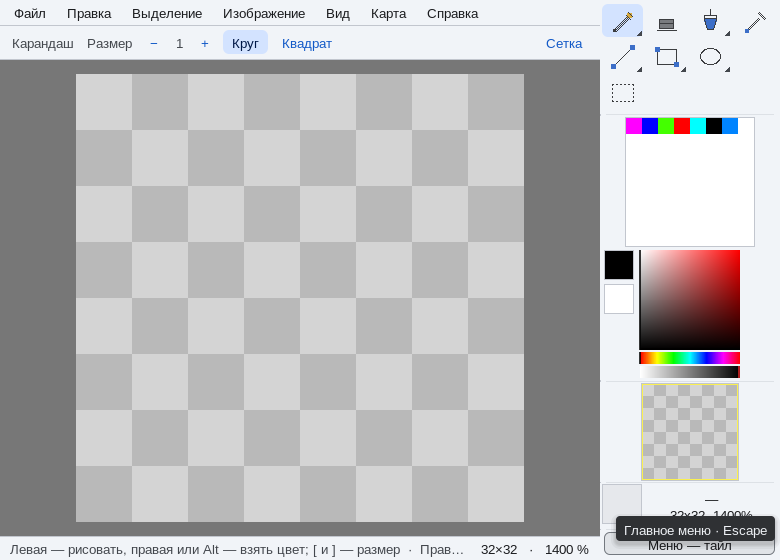 Файл Правка Выделение Изображение Вид Карта Справка
Карандаш Размер − 1 + Круг Квадрат Сетка
—
32×32 1400%
Главное меню · Escape
Меню — тайл
Левая — рисовать, правая или Alt — взять цвет; [ и ] — размер · Прав… 32×32 · 1400 %